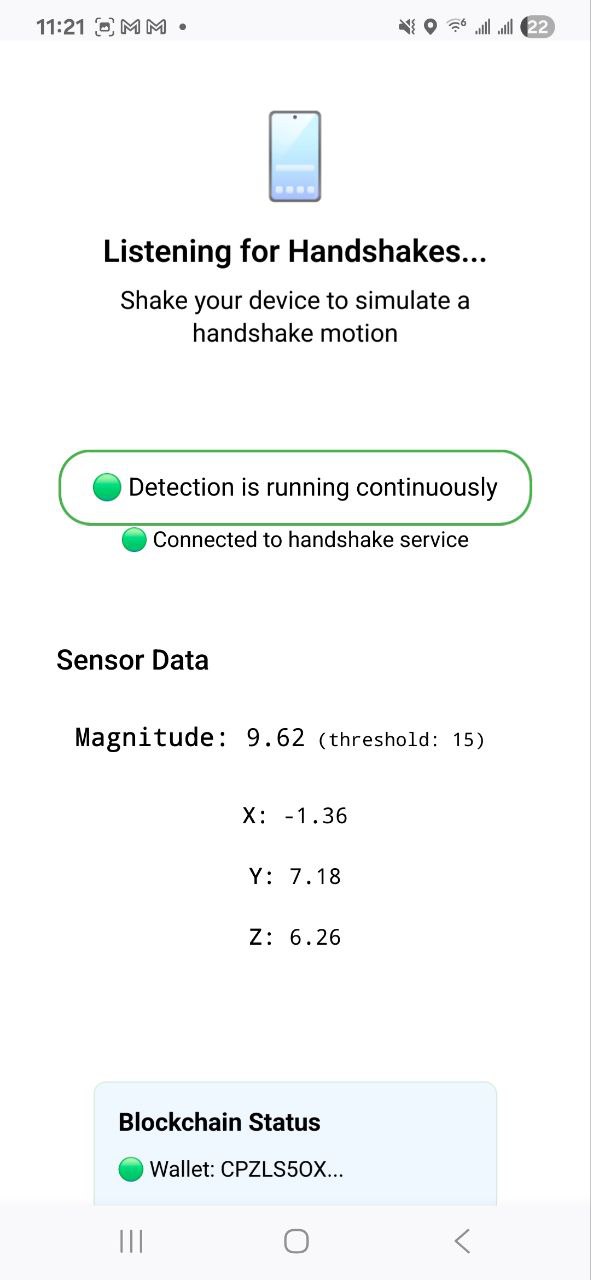 11:21
22
Listening for Handshakes...
Shake your device to simulate a
handshake motion
Detection is running continuously
Connected to handshake service
Sensor Data
Magnitude: 9.62 (threshold: 15)
X: -1.36
Y: 7.18
Z: 6.26
Blockchain Status
Wallet: CPZLS5OX...